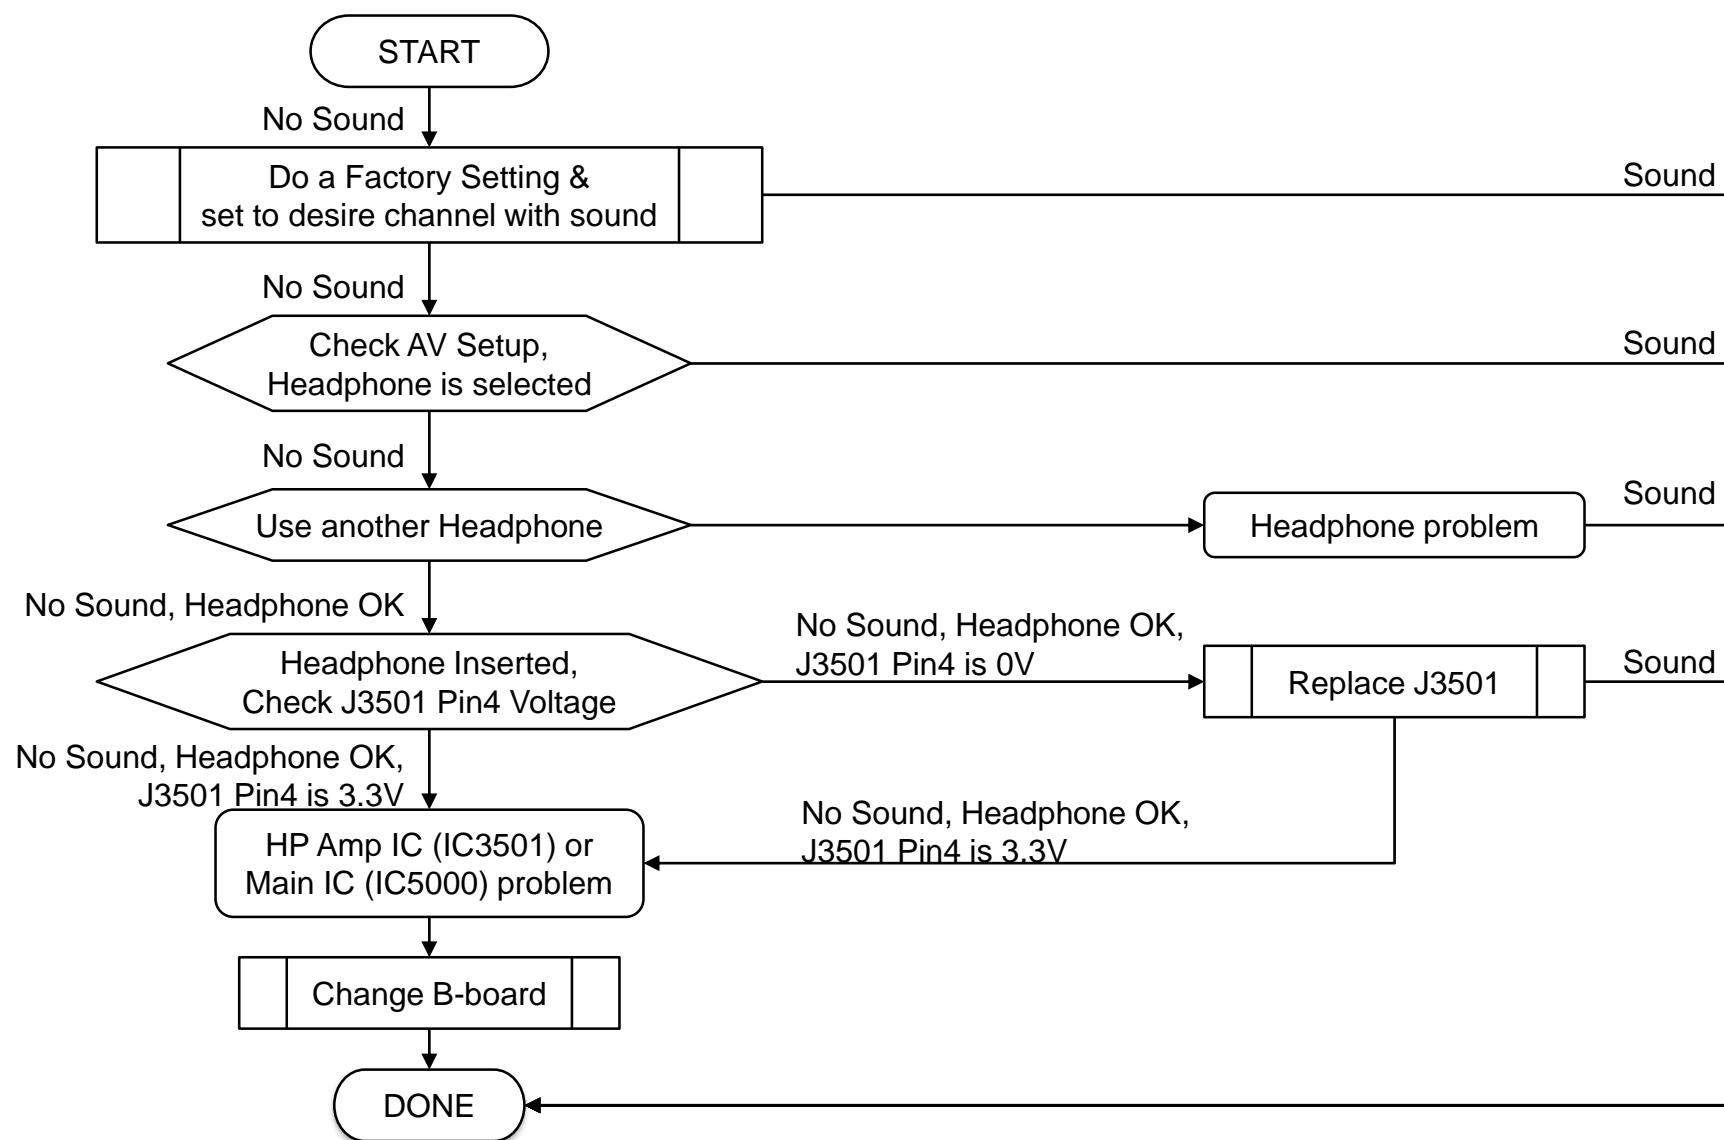 START
No Sound
Do a Factory Setting &
set to desire channel with sound
Sound
No Sound
Check AV Setup,
Headphone is selected
Sound
No Sound
Use another Headphone
Headphone problem
Sound
No Sound, Headphone OK
Headphone Inserted,
Check J3501 Pin4 Voltage
No Sound, Headphone OK,
J3501 Pin4 is 0V
Replace J3501
Sound
No Sound, Headphone OK,
J3501 Pin4 is 3.3V
No Sound, Headphone OK,
J3501 Pin4 is 3.3V
HP Amp IC (IC3501) or
Main IC (IC5000) problem
Change B-board
DONE